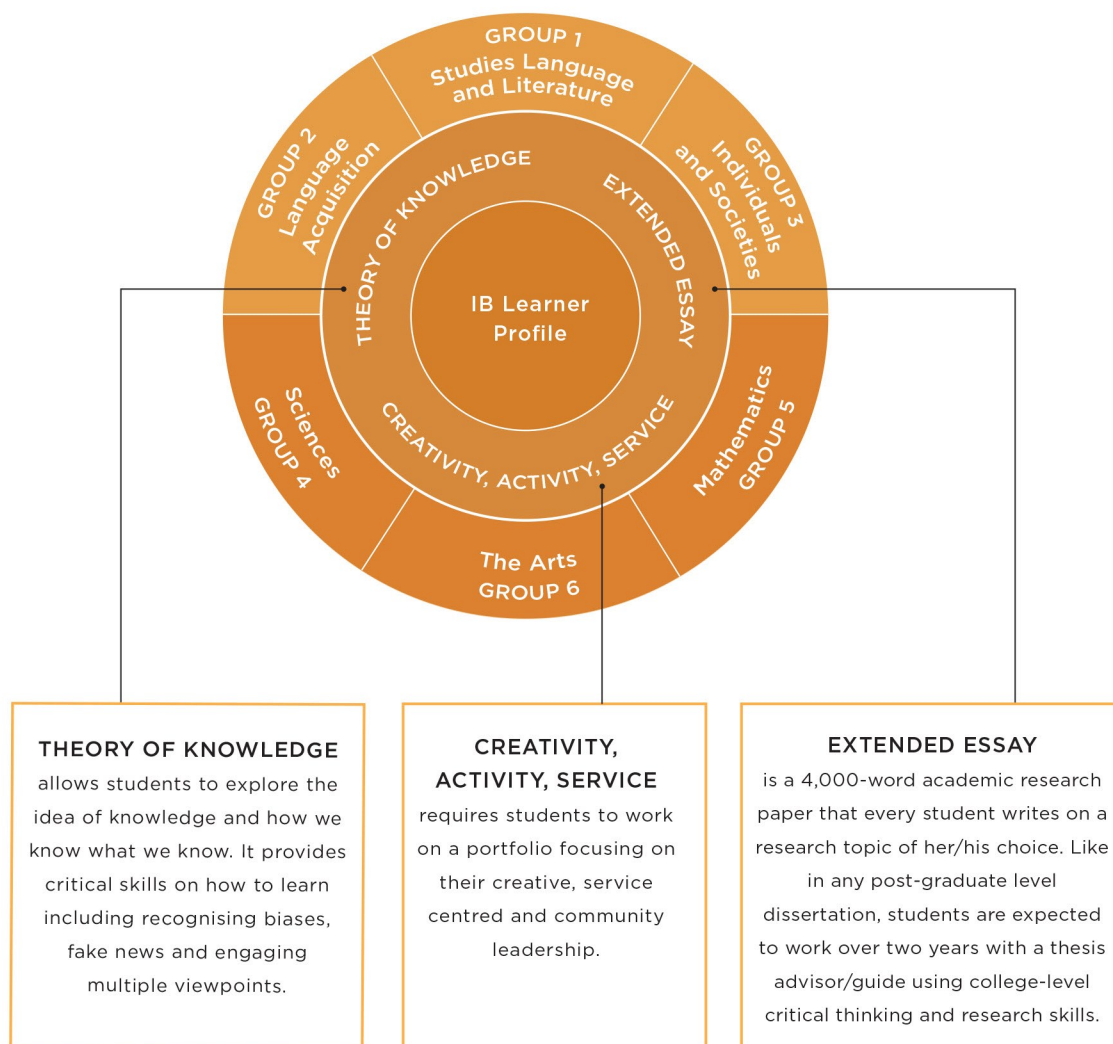 GROUP 1
Studies Language
and Literature
GROUP 2
Language
Acquisition
GROUP 3
Individuals
and Societies
THEORY OF KNOWLEDGE
EXTENDED ESSAY
IB Learner
Profile
CREATIVITY, ACTIVITY, SERVICE
Sciences
GROUP 4
Mathematics
GROUP 5
The Arts
GROUP 6
THEORY OF KNOWLEDGE
allows students to explore the
idea of knowledge and how we
know what we know. It provides
critical skills on how to learn
including recognising biases,
fake news and engaging
multiple viewpoints.
CREATIVITY,
ACTIVITY, SERVICE
requires students to work
on a portfolio focusing on
their creative, service
centred and community
leadership.
EXTENDED ESSAY
is a 4,000-word academic research
paper that every student writes on a
research topic of her/his choice. Like
in any post-graduate level
dissertation, students are expected
to work over two years with a thesis
advisor/guide using college-level
critical thinking and research skills.